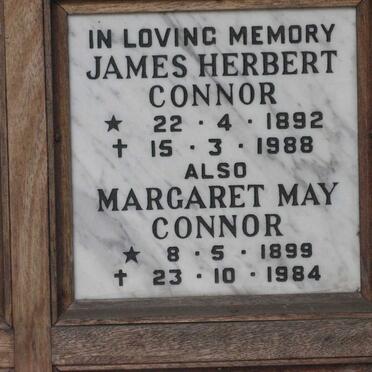 IN LOVING MEMORY
JAMES HERBERT
CONNOR
★ 22 · 4 · 1892
✝ 15 · 3 · 1988
ALSO
MARGARET MAY
CONNOR
★ 8 · 5 · 1899
✝ 23 · 10 · 1984